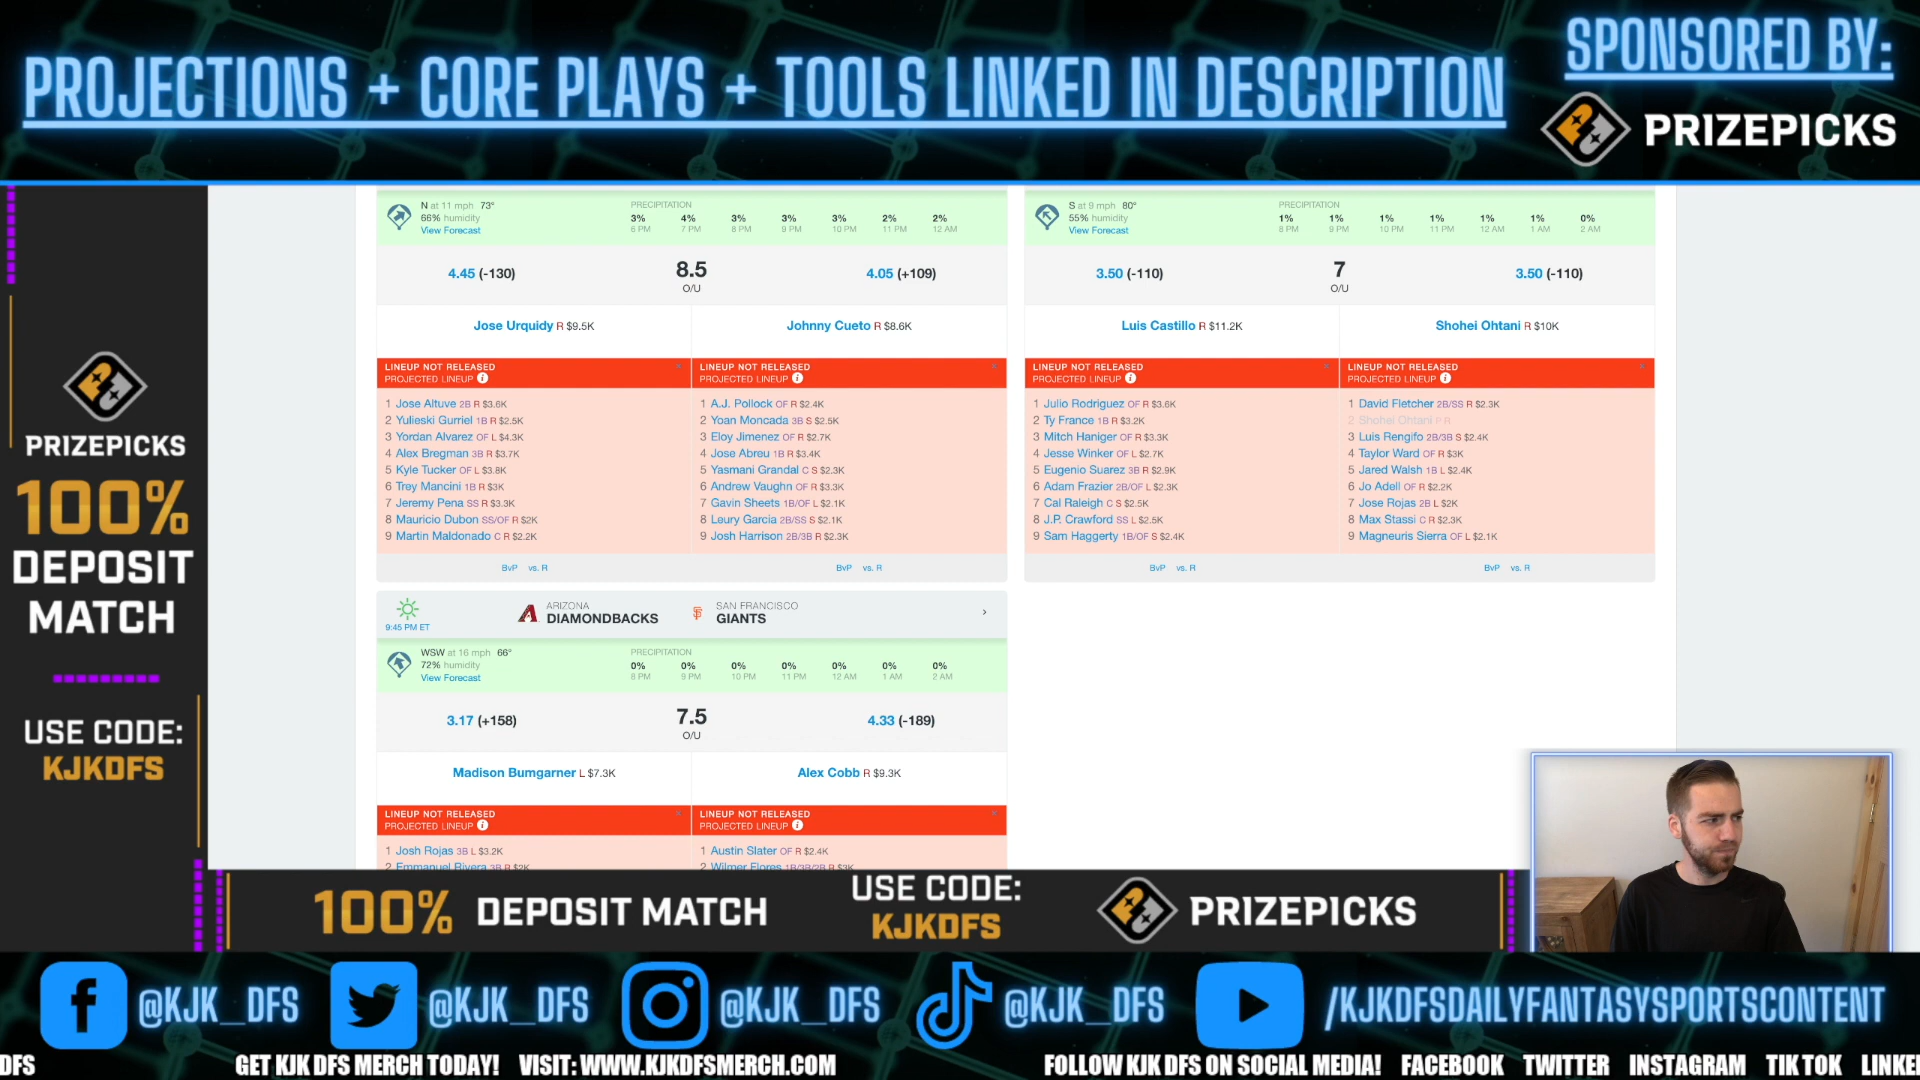 PROJECTIONS + CORE PLAYS + TOOLS LINKED IN DESCRIPTION
SPONSORED BY:
PRIZEPICKS
PRIZEPICKS
100%
DEPOSIT
MATCH
USE CODE:
KJKDFS
N at 11 mph 73°
66% humidity
View Forecast
PRECIPITATION
3% 4% 3% 3% 3% 2% 2%
6 PM 7 PM 8 PM 9 PM 10 PM 11 PM 12 AM
4.45 (-130) 8.5 4.05 (+109)
O/U
Jose Urquidy R $9.5K Johnny Cueto R $8.6K
LINEUP NOT RELEASED LINEUP NOT RELEASED
PROJECTED LINEUP PROJECTED LINEUP
1 Jose Altuve 2B R $3.6K 1 A.J. Pollock OF R $2.4K
2 Yulieski Gurriel 1B R $2.5K 2 Yoan Moncada 3B S $2.5K
3 Yordan Alvarez OF L $4.3K 3 Eloy Jimenez OF R $2.7K
4 Alex Bregman 3B R $3.7K 4 Jose Abreu 1B R $3.4K
5 Kyle Tucker OF L $3.8K 5 Yasmani Grandal C S $2.3K
6 Trey Mancini 1B R $3K 6 Andrew Vaughn OF R $3.3K
7 Jeremy Pena SS R $3.3K 7 Gavin Sheets 1B/OF L $2.1K
8 Mauricio Dubon SS/OF R $2K 8 Leury Garcia 2B/SS S $2.1K
9 Martin Maldonado C R $2.2K 9 Josh Harrison 2B/3B R $2.3K
BvP vs. R BvP vs. R
S at 9 mph 80°
55% humidity
View Forecast
PRECIPITATION
1% 1% 1% 1% 1% 1% 0%
8 PM 9 PM 10 PM 11 PM 12 AM 1 AM 2 AM
3.50 (-110) 7 3.50 (-110)
O/U
Luis Castillo R $11.2K Shohei Ohtani R $10K
LINEUP NOT RELEASED LINEUP NOT RELEASED
PROJECTED LINEUP PROJECTED LINEUP
1 Julio Rodriguez OF R $3.6K 1 David Fletcher 2B/SS R $2.3K
2 Ty France 1B R $3.2K 2 Shohei Ohtani P R
3 Mitch Haniger OF R $3.3K 3 Luis Rengifo 2B/3B S $2.4K
4 Jesse Winker OF L $2.7K 4 Taylor Ward OF R $3K
5 Eugenio Suarez 3B R $2.9K 5 Jared Walsh 1B L $2.4K
6 Adam Frazier 2B/OF L $2.3K 6 Jo Adell OF R $2.2K
7 Cal Raleigh C S $2.5K 7 Jose Rojas 2B L $2K
8 J.P. Crawford SS L $2.5K 8 Max Stassi C R $2.3K
9 Sam Haggerty 1B/OF S $2.4K 9 Magneuris Sierra OF L $2.1K
BvP vs. R BvP vs. R
9:45 PM ET
ARIZONA SAN FRANCISCO
DIAMONDBACKS GIANTS
WSW at 16 mph 66°
72% humidity
View Forecast
PRECIPITATION
0% 0% 0% 0% 0% 0% 0%
8 PM 9 PM 10 PM 11 PM 12 AM 1 AM 2 AM
3.17 (+158) 7.5 4.33 (-189)
O/U
Madison Bumgarner L $7.3K Alex Cobb R $9.3K
LINEUP NOT RELEASED LINEUP NOT RELEASED
PROJECTED LINEUP PROJECTED LINEUP
1 Josh Rojas 3B L $3.2K 1 Austin Slater OF R $2.4K
2 Emmanuel Rivera 3B R $2K 2 Wilmer Flores 1B/3B/2B R $3K
100% DEPOSIT MATCH
USE CODE:
KJKDFS
PRIZEPICKS
@KJK_DFS @KJK_DFS @KJK_DFS @KJK_DFS /KJKDFSDAILYFANTASYSPORTSCONTENT
DFS GET KJK DFS MERCH TODAY! VISIT: WWW.KJKDFSMERCH.COM FOLLOW KJK DFS ON SOCIAL MEDIA! FACEBOOK TWITTER INSTAGRAM TIK TOK LINKE